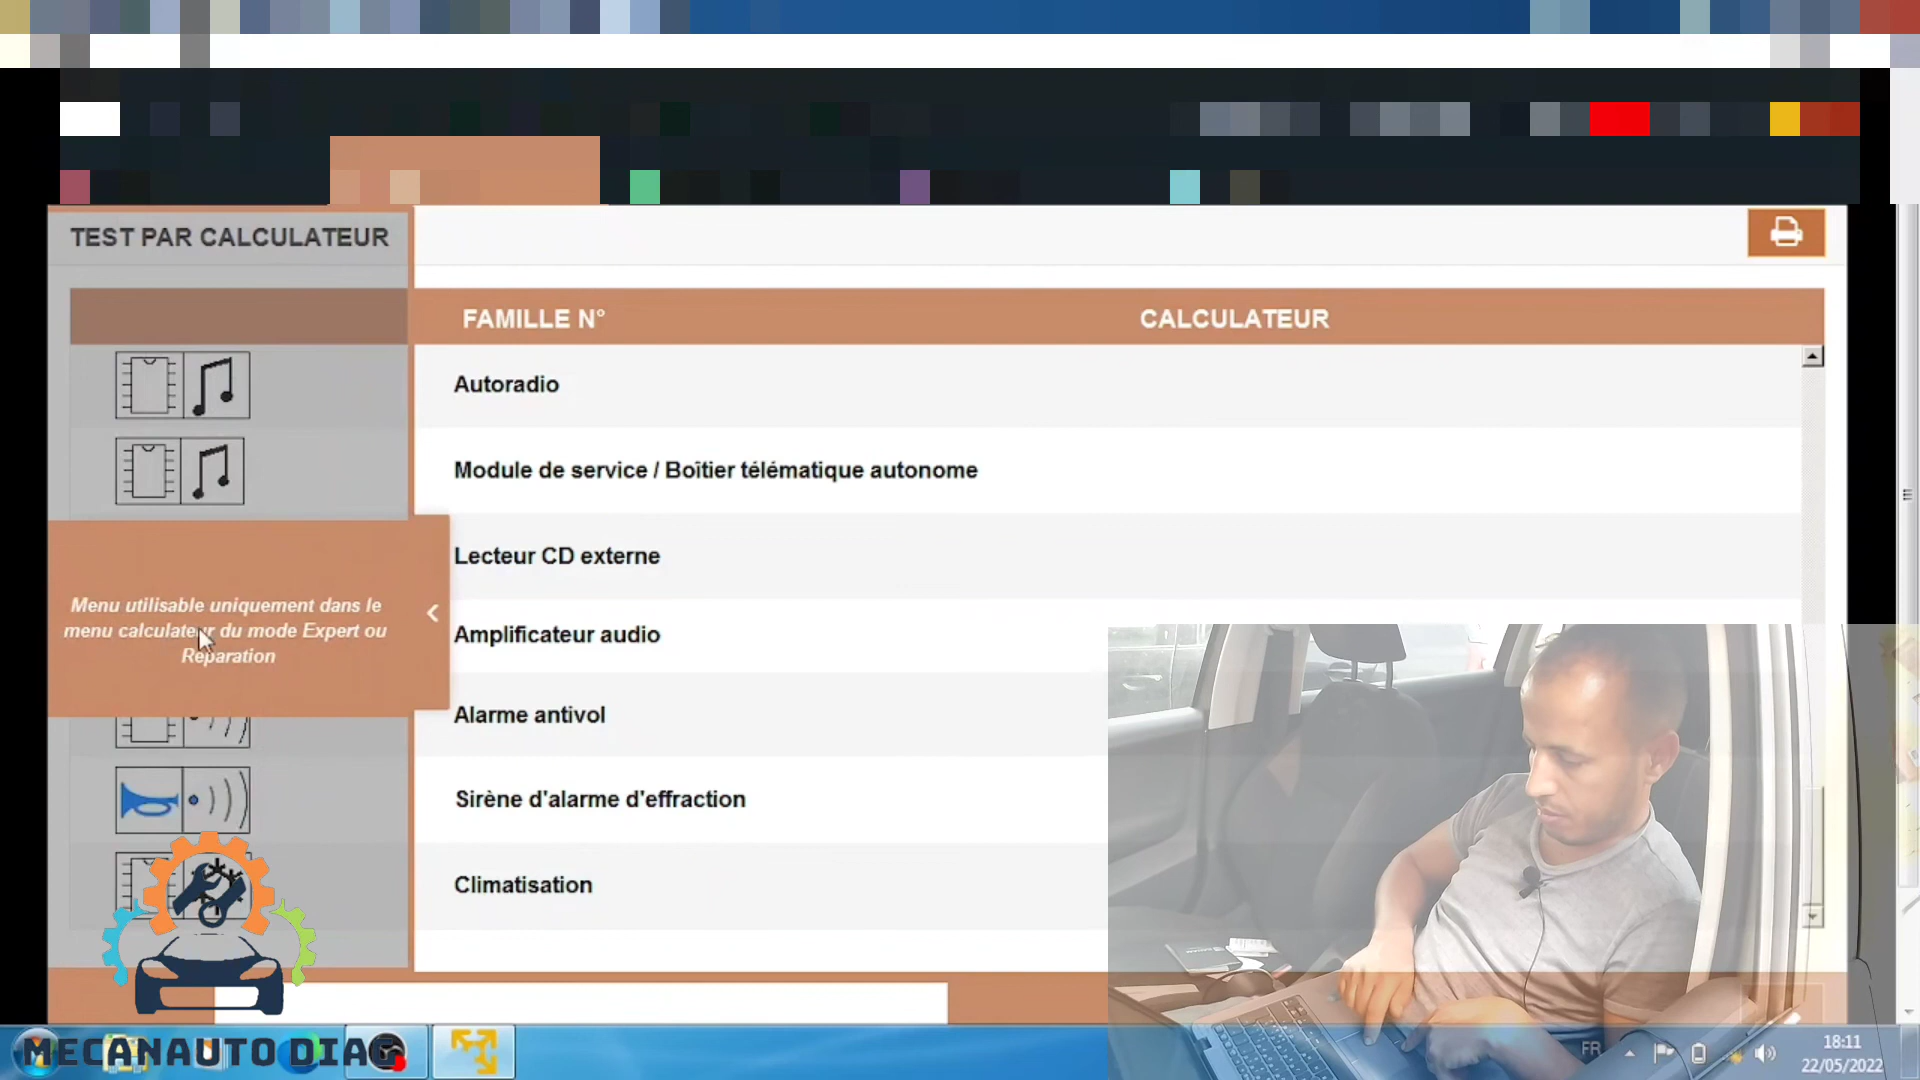 TEST PAR CALCULATEUR
FAMILLE N°
CALCULATEUR
Autoradio
Module de service / Boîtier télématique autonome
Lecteur CD externe
Menu utilisable uniquement dans le
menu calculateur du mode Expert ou
Réparation
Amplificateur audio
Alarme antivol
Sirène d'alarme d'effraction
Climatisation
MECANAUTO DIAG
FR
18:11
22/05/2022